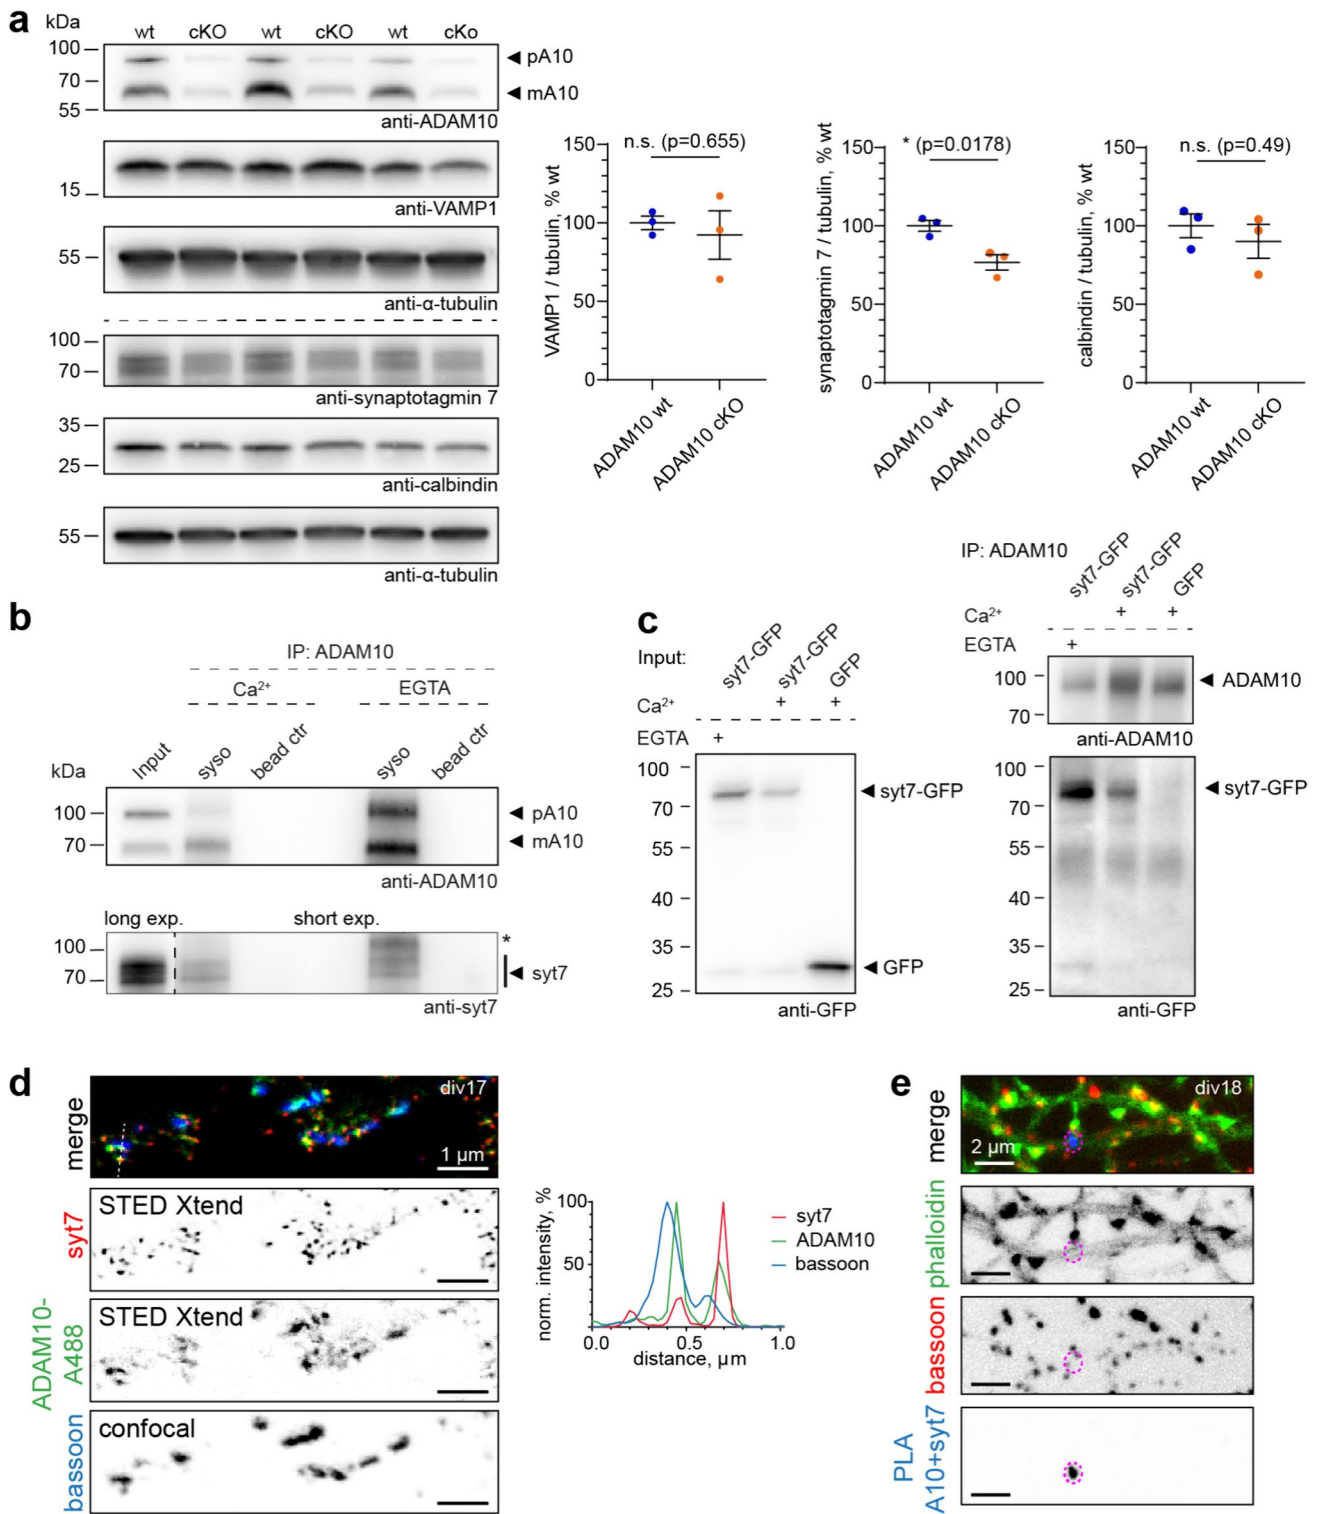 a
kDa
wt cKO wt cKO wt cKo
100
70
55
pA10
mA10
anti-ADAM10
15
anti-VAMP1
55
anti-α-tubulin
100
70
anti-synaptotagmin 7
35
25
anti-calbindin
55
anti-α-tubulin
VAMP1 / tubulin, % wt
150
100
50
0
n.s. (p=0.655)
ADAM10 wt
ADAM10 cKO
synaptotagmin 7 / tubulin, % wt
150
100
50
0
* (p=0.0178)
ADAM10 wt
ADAM10 cKO
calbindin / tubulin, % wt
150
100
50
0
n.s. (p=0.49)
ADAM10 wt
ADAM10 cKO
b
IP: ADAM10
Ca²⁺ EGTA
kDa
Input syso bead ctr syso bead ctr
100
70
pA10
mA10
anti-ADAM10
long exp. short exp.
100
70
*
syt7
anti-syt7
c
Input: syt7-GFP syt7-GFP GFP
Ca²⁺ + +
EGTA +
100
70
55
40
35
25
syt7-GFP
GFP
anti-GFP
IP: ADAM10
syt7-GFP syt7-GFP GFP
Ca²⁺ + +
EGTA +
100
70
ADAM10
anti-ADAM10
100
70
55
40
35
25
syt7-GFP
anti-GFP
d
merge
div17
1 µm
syt7
STED Xtend
ADAM10-
A488
STED Xtend
bassoon
confocal
norm. intensity, %
100
50
syt7
ADAM10
bassoon
0.0 0.5 1.0
distance, µm
e
merge
div18
2 µm
phalloidin
bassoon
PLA
A10+syt7